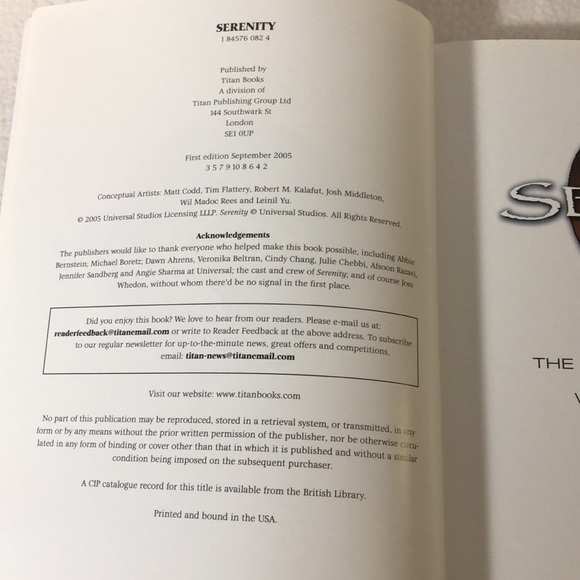 SERENITY
1 84576 082 4
Published by
Titan Books
A division of
Titan Publishing Group Ltd
144 Southwark St
London
SE1 0UP
First edition September 2005
3 5 7 9 10 8 6 4 2
Conceptual Artists: Matt Codd, Tim Flattery, Robert M. Kalafut, Josh Middleton,
Wil Madoc Rees and Leinil Yu.
© 2005 Universal Studios Licensing LLLP. Serenity © Universal Studios. All Rights Reserved.
Acknowledgements
The publishers would like to thank everyone who helped make this book possible, including Abbie
Bernstein; Michael Boretz; Dawn Ahrens, Veronika Beltran, Cindy Chang, Julie Chebbi, Afsoon Razavi,
Jennifer Sandberg and Angie Sharma at Universal; the cast and crew of Serenity; and of course Joss
Whedon, without whom there'd be no signal in the first place.
Did you enjoy this book? We love to hear from our readers. Please e-mail us at:
readerfeedback@titanemail.com or write to Reader Feedback at the above address. To subscribe
to our regular newsletter for up-to-the-minute news, great offers and competitions,
email: titan-news@titanemail.com
Visit our website: www.titanbooks.com
No part of this publication may be reproduced, stored in a retrieval system, or transmitted, in any
form or by any means without the prior written permission of the publisher, nor be otherwise circu-
lated in any form of binding or cover other than that in which it is published and without a similar
condition being imposed on the subsequent purchaser.
A CIP catalogue record for this title is available from the British Library.
Printed and bound in the USA.
SE
THE